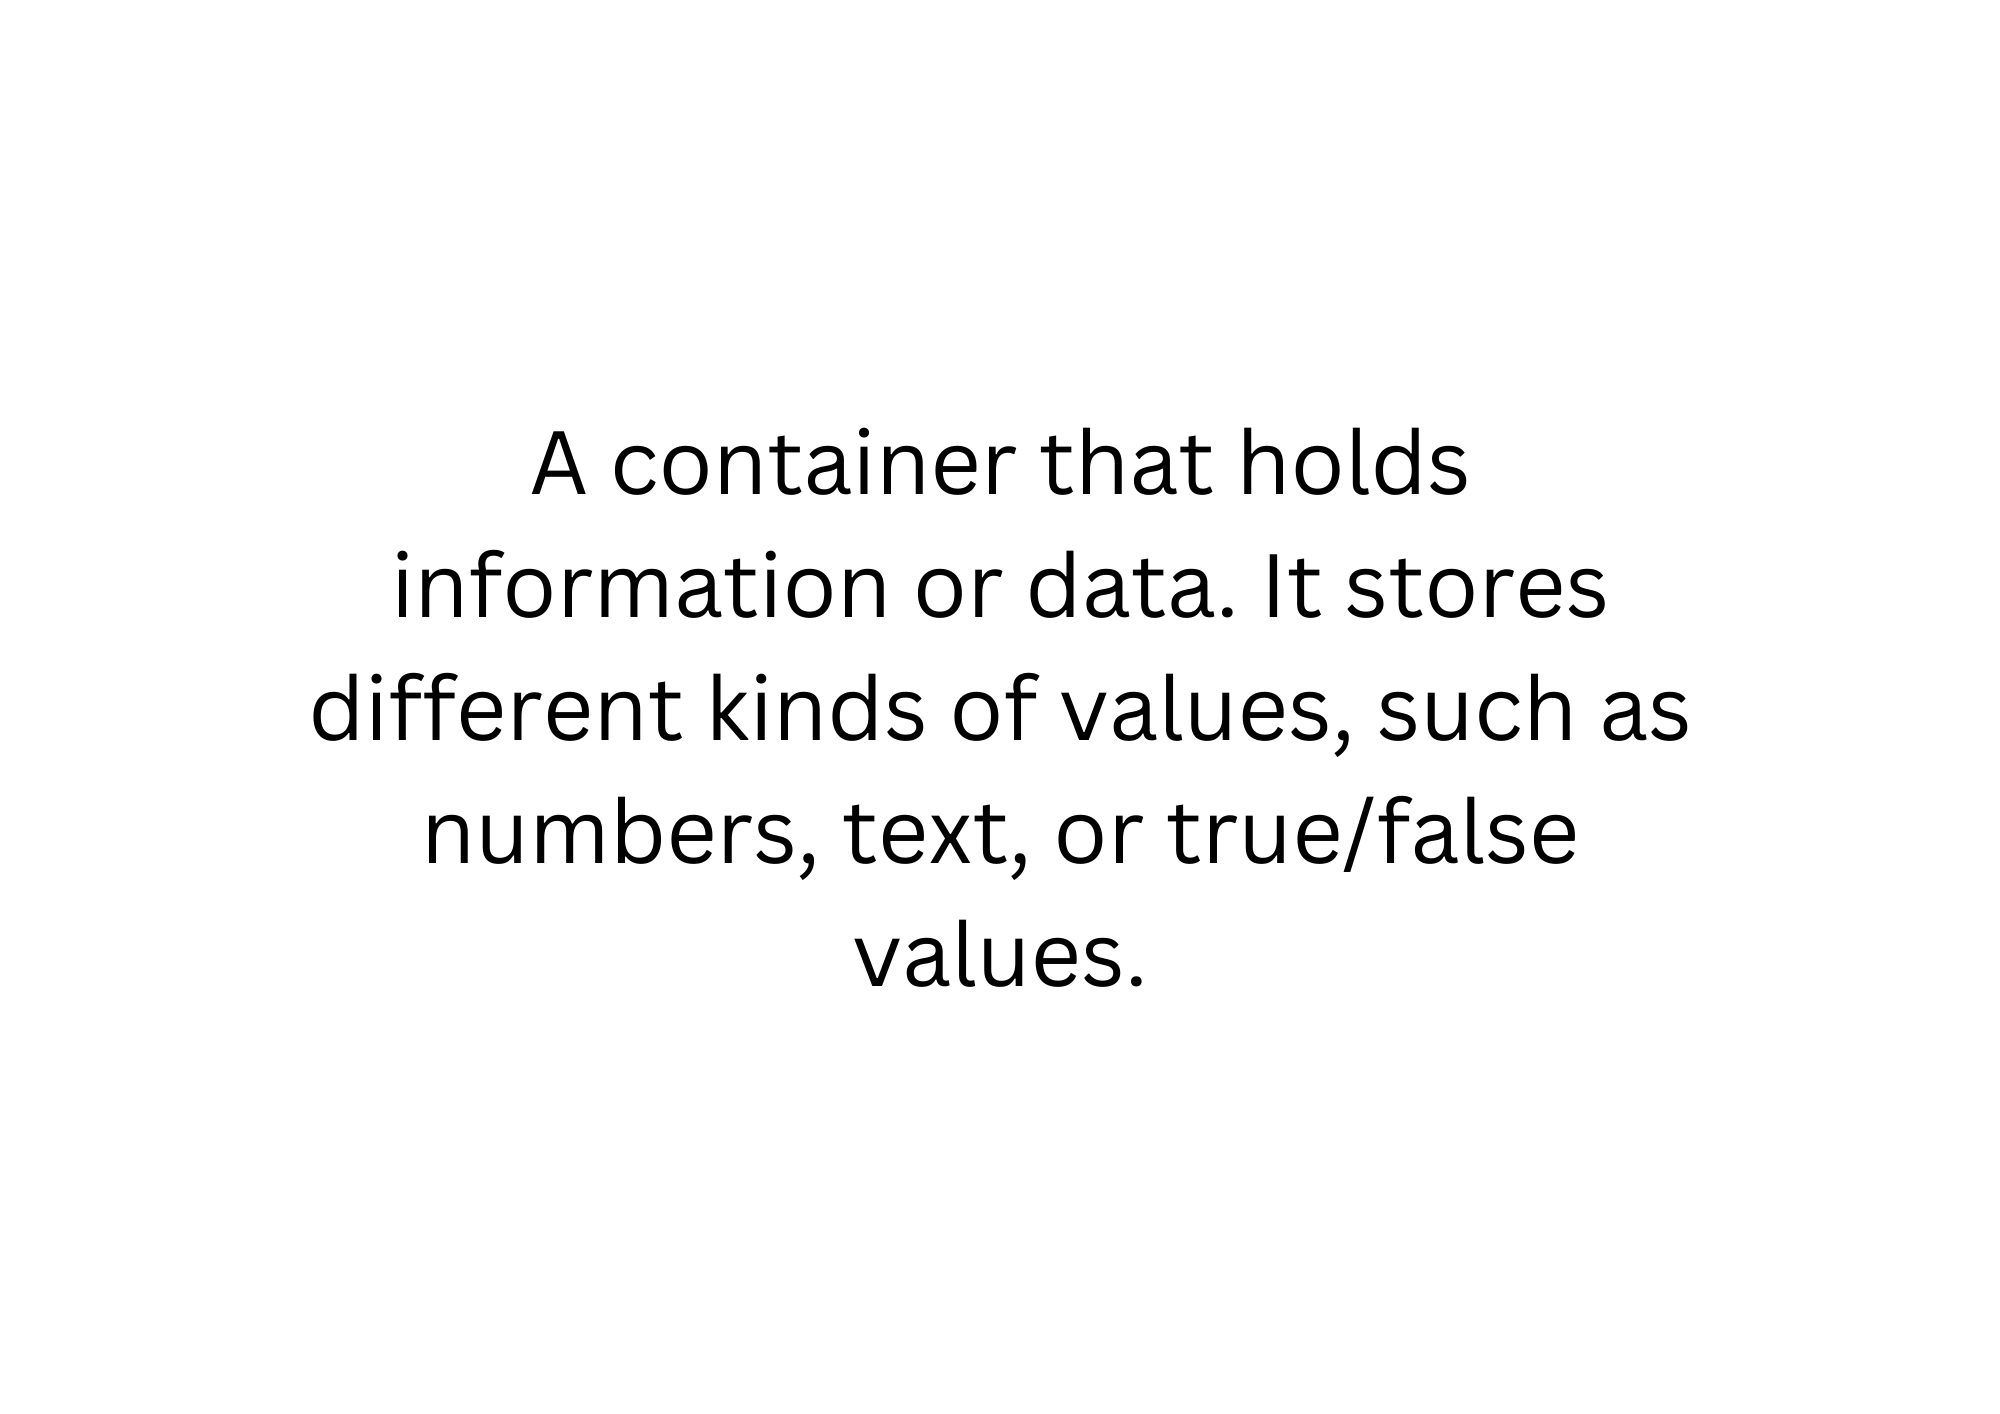 A container that holds
information or data. It stores
different kinds of values, such as
numbers, text, or true/false
values.